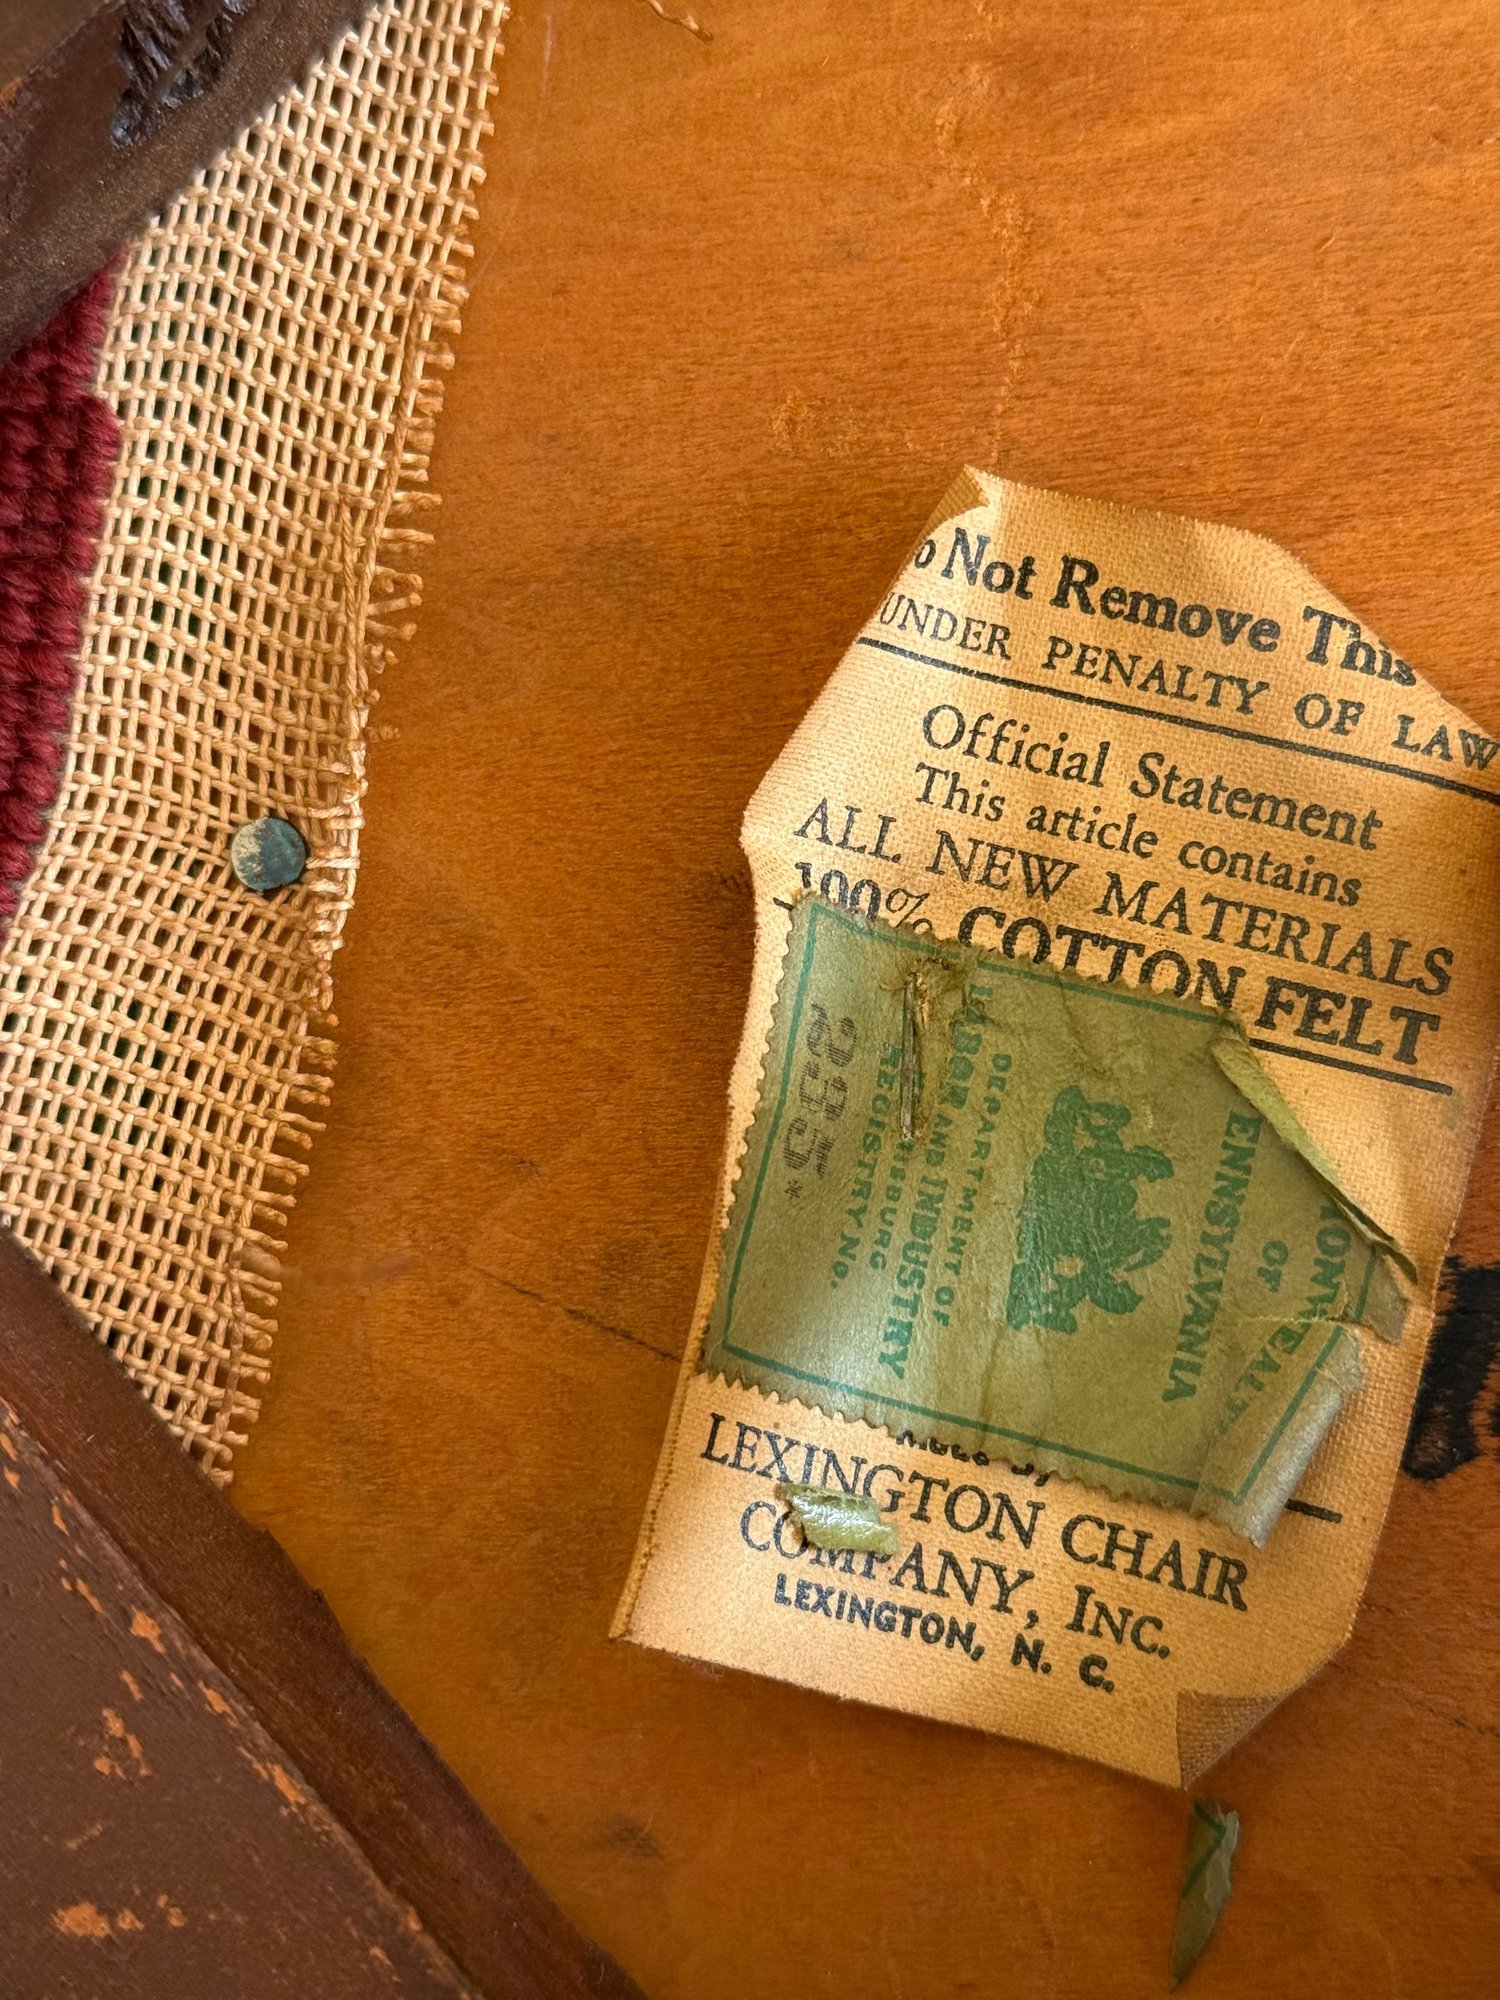 o Not Remove This
UNDER PENALTY OF LAW
Official Statement
This article contains
ALL NEW MATERIALS
100% COTTON FELT
OF
ENNSYLVANIA
DEPARTMENT OF
LABOR AND INDUSTRY
REGISTRY No.
LEXINGTON CHAIR
COMPANY, INC.
LEXINGTON, N. C.